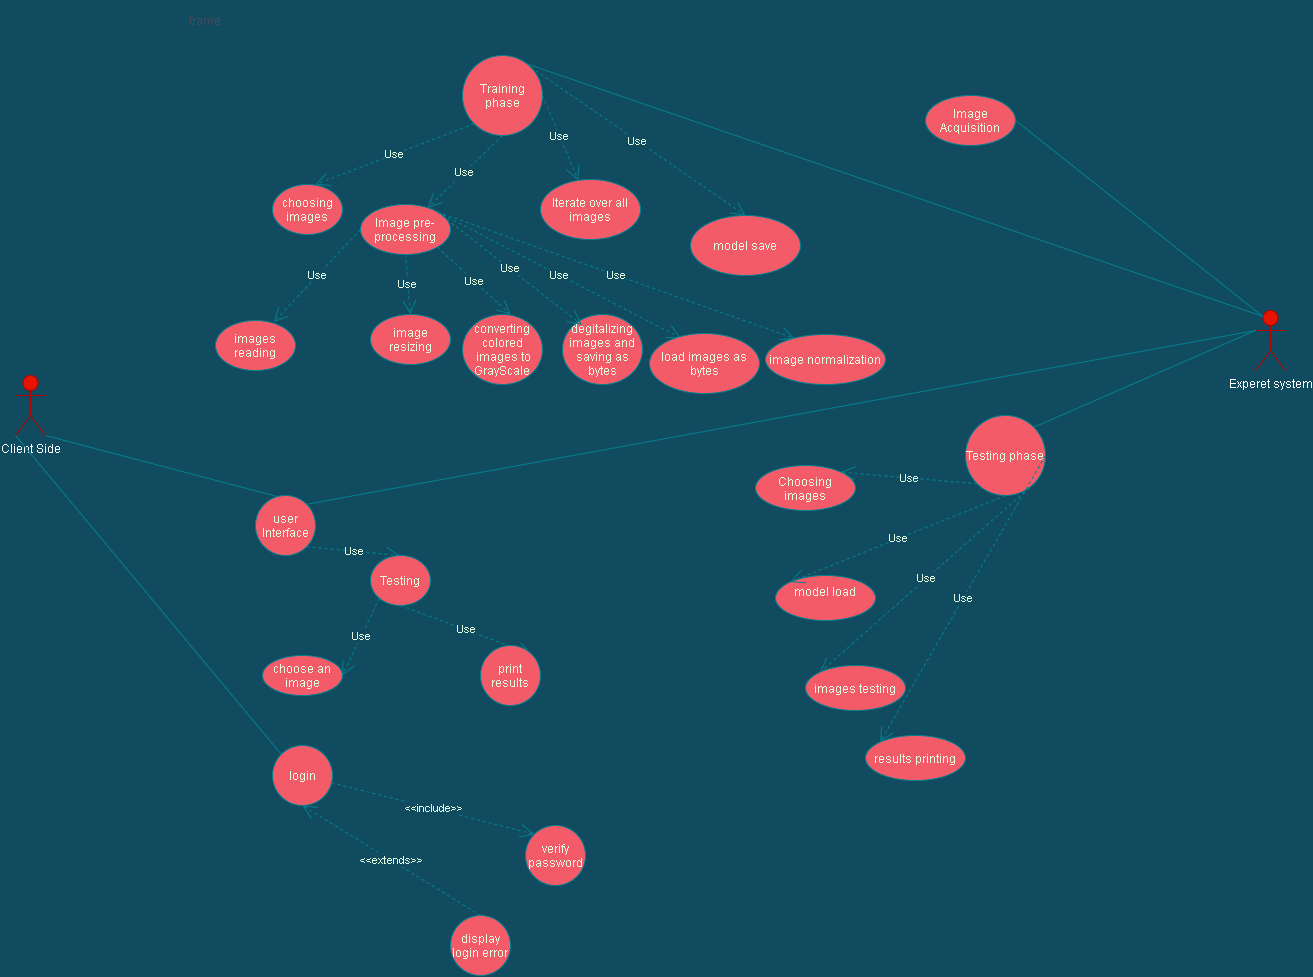 frame
Training
phase
Image
Acquisition
Use
Use
Use
Use
choosing
images
Image pre-
processing
Iterate over all
images
model save
Use
Use
Use
Use
Use
Use
images
reading
image
resizing
converting
colored
images to
GrayScale
degitalizing
images and
saving as
bytes
load images as
bytes
image normalization
Experet system
Client Side
Testing phase
Choosing
images
Use
user
Interface
Use
Use
Testing
Use
model load
Use
Use
Use
choose an
image
print
results
images testing
results printing
login
<<include>>
verify
password
<<extends>>
display
login error